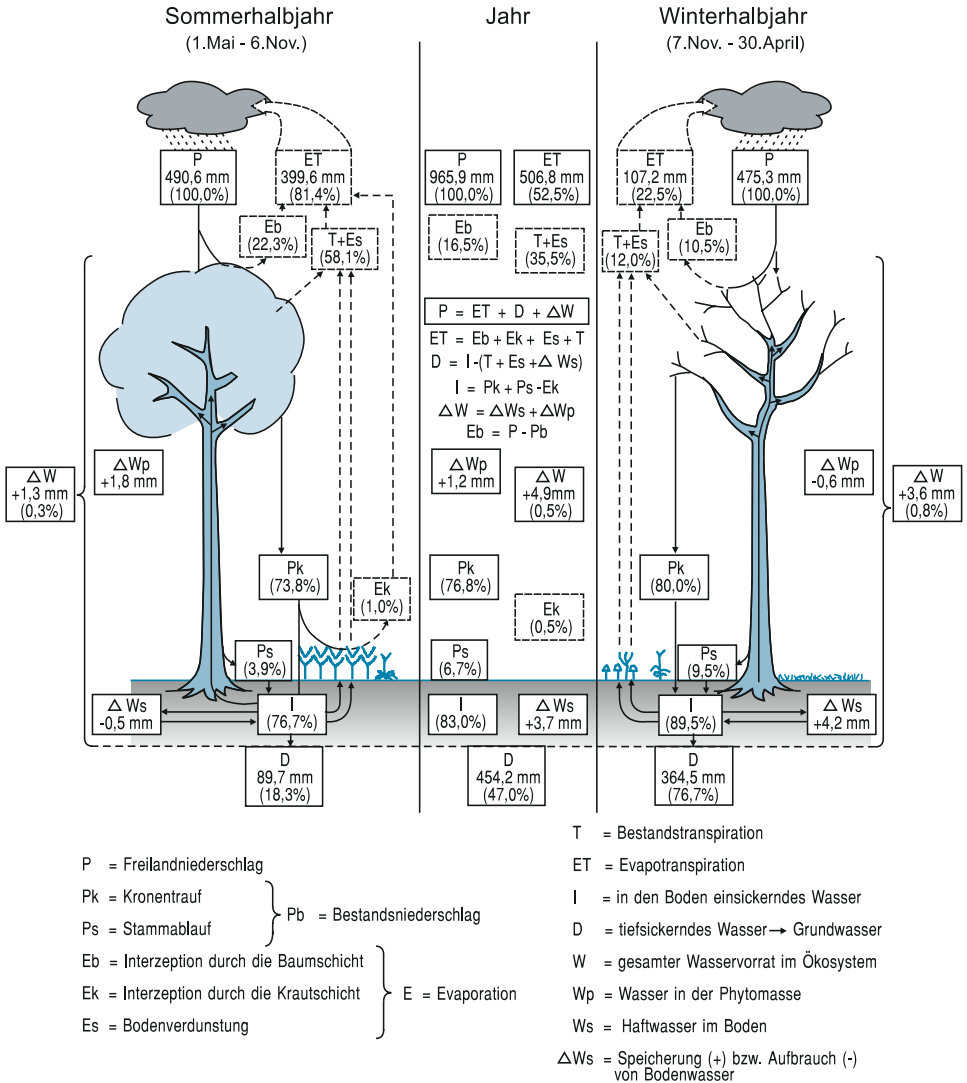 Sommerhalbjahr
(1.Mai - 6.Nov.)
P
490,6 mm
(100,0%)
ET
399,6 mm
(81,4%)
Eb
(22,3%)
T+Es
(58,1%)
ΔW
+1,3 mm
(0,3%)
ΔWp
+1,8 mm
Pk
(73,8%)
Ek
(1,0%)
Ps
(3,9%)
Δ Ws
-0,5 mm
I
(76,7%)
D
89,7 mm
(18,3%)
Jahr
P
965,9 mm
(100,0%)
ET
506,8 mm
(52,5%)
Eb
(16,5%)
T+Es
(35,5%)
P = ET + D + ΔW
ET = Eb + Ek + Es + T
D = I -(T + Es + Δ Ws)
I = Pk + Ps -Ek
ΔW = ΔWs + ΔWp
Eb = P - Pb
ΔWp
+1,2 mm
ΔW
+4,9mm
(0,5%)
Pk
(76,8%)
Ek
(0,5%)
Ps
(6,7%)
I
(83,0%)
Δ Ws
+3,7 mm
D
454,2 mm
(47,0%)
Winterhalbjahr
(7.Nov. - 30.April)
ET
107,2 mm
(22,5%)
P
475,3 mm
(100,0%)
T+Es
(12,0%)
Eb
(10,5%)
ΔWp
-0,6 mm
ΔW
+3,6 mm
(0,8%)
Pk
(80,0%)
Ps
(9,5%)
I
(89,5%)
Δ Ws
+4,2 mm
D
364,5 mm
(76,7%)
P = Freilandniederschlag
Pk = Kronentrauf
Ps = Stammablauf
Pb = Bestandsniederschlag
Eb = Interzeption durch die Baumschicht
Ek = Interzeption durch die Krautschicht
Es = Bodenverdunstung
E = Evaporation
T = Bestandstranspiration
ET = Evapotranspiration
I = in den Boden einsickerndes Wasser
D = tiefsickerndes Wasser → Grundwasser
W = gesamter Wasservorrat im Ökosystem
Wp = Wasser in der Phytomasse
Ws = Haftwasser im Boden
ΔWs = Speicherung (+) bzw. Aufbrauch (-)
von Bodenwasser